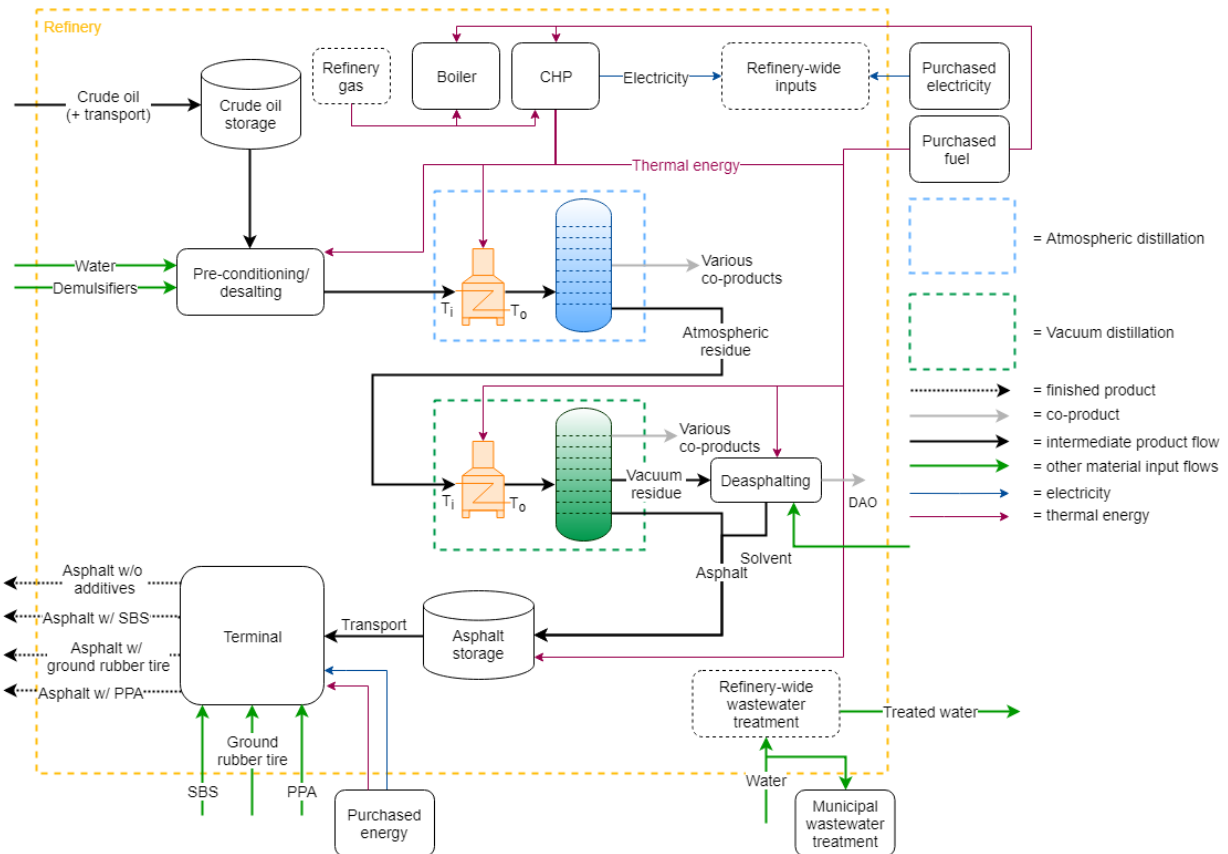 Refinery
Refinery
gas
Boiler
CHP
Electricity
Refinery-wide
inputs
Purchased
electricity
Crude oil
(+ transport)
Crude oil
storage
Purchased
fuel
Thermal energy
Water
Demulsifiers
Pre-conditioning/
desalting
Ti
To
Various
co-products
Atmospheric
residue
= Atmospheric distillation
= Vacuum distillation
= finished product
= co-product
= intermediate product flow
= other material input flows
= electricity
= thermal energy
Ti
To
Various
co-products
Vacuum
residue
Deasphalting
DAO
Solvent
Asphalt
Asphalt w/o
additives
Asphalt w/ SBS
Asphalt w/
ground rubber tire
Asphalt w/ PPA
Terminal
Transport
Asphalt
storage
Refinery-wide
wastewater
treatment
Treated water
SBS
Ground
rubber tire
PPA
Purchased
energy
Water
Municipal
wastewater
treatment